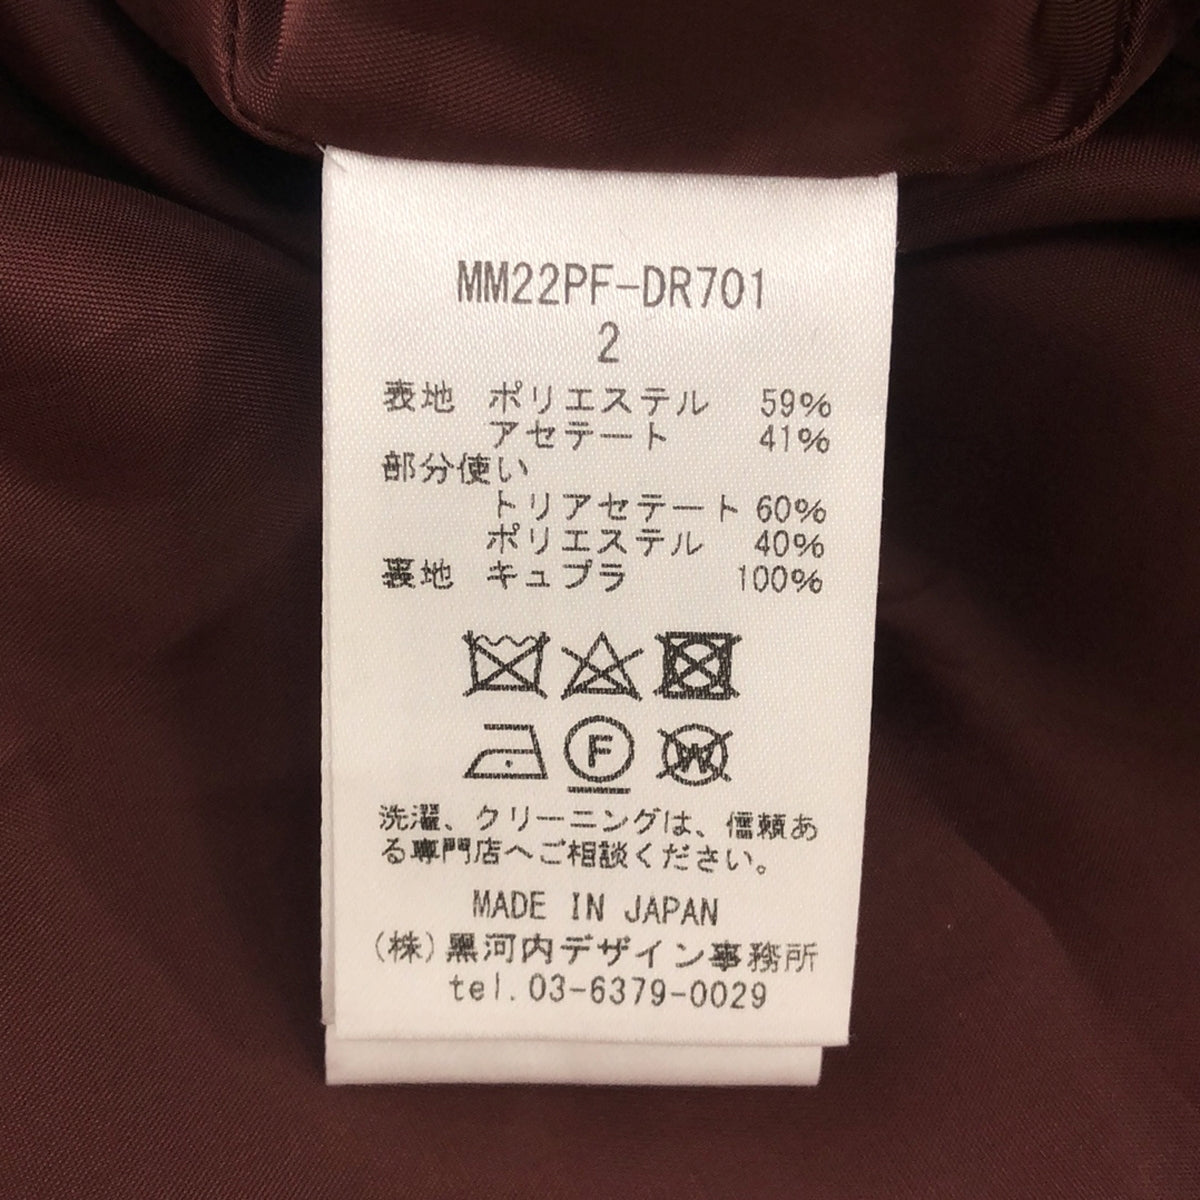 MM22PF-DR701
2
表地 ポリエステル 59%
アセテート 41%
部分使い
トリアセテート 60%
ポリエステル 40%
裏地 キュプラ 100%
F
W
洗濯、クリーニングは、信頼あ
る専門店へご相談ください。
MADE IN JAPAN
(株)黒河内デザイン事務所
tel.03-6379-0029